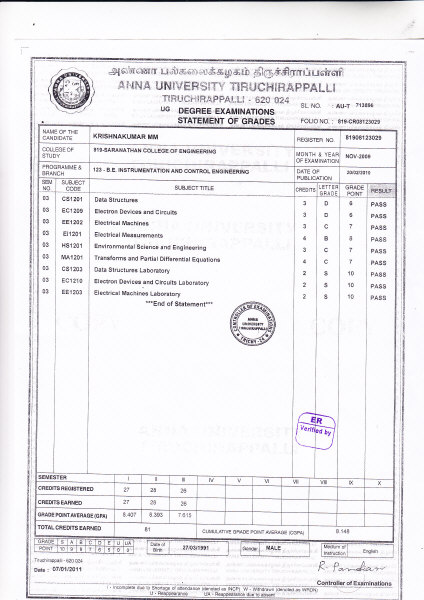 அண்ணா பல்கலைக்கழகம் திருச்சிராப்பள்ளி
ANNA UNIVERSITY TIRUCHIRAPPALLI
TIRUCHIRAPPALLI - 620 024
UG DEGREE EXAMINATIONS
STATEMENT OF GRADES
SL. NO. : AU-T 713896
FOLIO NO. : 819-CR08123029
NAME OF THE CANDIDATE KRISHNAKUMAR MM REGISTER NO. 81908123029
COLLEGE OF STUDY 819-SARANATHAN COLLEGE OF ENGINEERING MONTH & YEAR OF EXAMINATION NOV-2009
PROGRAMME & BRANCH 123 - B.E. INSTRUMENTATION AND CONTROL ENGINEERING DATE OF PUBLICATION 20/02/2010
SEM NO SUBJECT CODE SUBJECT TITLE CREDITS LETTER GRADE GRADE POINT RESULT
03 CS1201 Data Structures 3 D 6 PASS
03 EC1209 Electron Devices and Circuits 3 D 6 PASS
03 EE1202 Electrical Machines 3 C 7 PASS
03 EI1201 Electrical Measurements 4 B 8 PASS
03 HS1201 Environmental Science and Engineering 3 C 7 PASS
03 MA1201 Transforms and Partial Differential Equations 4 C 7 PASS
03 CS1203 Data Structures Laboratory 2 S 10 PASS
03 EC1210 Electron Devices and Circuits Laboratory 2 S 10 PASS
03 EE1203 Electrical Machines Laboratory 2 S 10 PASS
***End of Statement***
CONTROLLER OF EXAMINATIONS
ANNA UNIVERSITY TIRUCHIRAPPALLI
TRICHY-24
ER
Verified by
SEMESTER I II III IV V VI VII VIII IX X
CREDITS REGISTERED 27 28 26
CREDITS EARNED 27 28 26
GRADE POINT AVERAGE (GPA) 8.407 8.393 7.615
TOTAL CREDITS EARNED 81 CUMULATIVE GRADE POINT AVERAGE (CGPA) 8.148
GRADE S A B C D E U UA
POINT 10 9 8 7 6 5 0 0
Date of Birth 27/03/1991 Gender MALE Medium of Instruction English
Tiruchirappalli - 620 024
Date : 07/01/2011
Controller of Examinations
I - Incomplete due to Shortage of attendance (denoted as INCP) W - Withdrawn (denoted as WRDN)
U - Reappearance UA - Reappearance due to absent